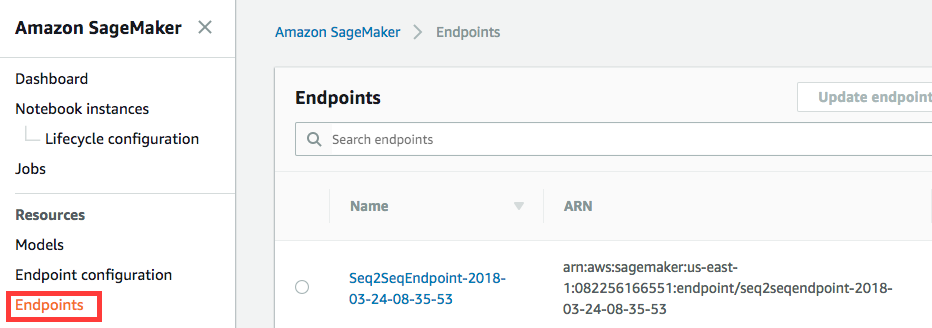 Amazon SageMaker
Dashboard
Notebook instances
Lifecycle configuration
Jobs
Resources
Models
Endpoint configuration
Endpoints
Amazon SageMaker > Endpoints
Endpoints
Update endpoint
Search endpoints
Name
ARN
Seq2SeqEndpoint-2018-
03-24-08-35-53
arn:aws:sagemaker:us-east-
1:082256166551:endpoint/seq2seqendpoint-2018-
03-24-08-35-53